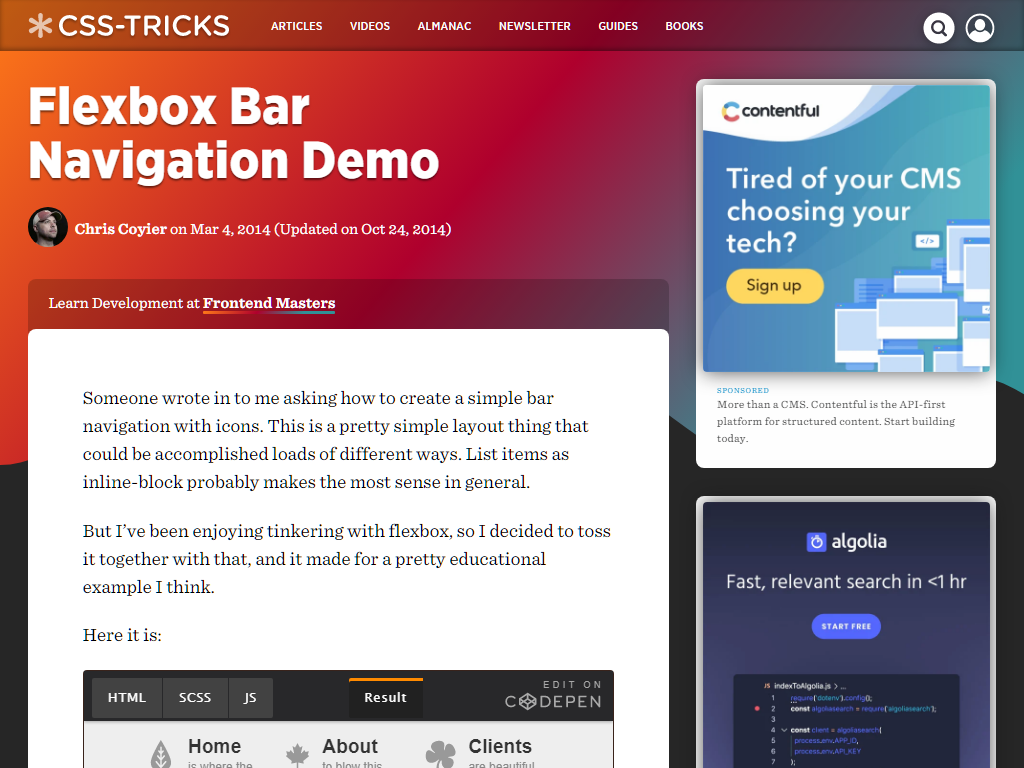 CSS-TRICKS
ARTICLES VIDEOS ALMANAC NEWSLETTER GUIDES BOOKS
Flexbox Bar
Navigation Demo
Chris Coyier on Mar 4, 2014 (Updated on Oct 24, 2014)
Learn Development at Frontend Masters
Someone wrote in to me asking how to create a simple bar
navigation with icons. This is a pretty simple layout thing that
could be accomplished loads of different ways. List items as
inline-block probably makes the most sense in general.
But I've been enjoying tinkering with flexbox, so I decided to toss
it together with that, and it made for a pretty educational
example I think.
Here it is:
HTML SCSS JS Result
EDIT ON
CODEPEN
Home About Clients
is where the to blow this are beautiful
contentful
Tired of your CMS
choosing your
tech?
Sign up
</>
SPONSORED
More than a CMS. Contentful is the API-first
platform for structured content. Start building
today.
algolia
Fast, relevant search in <1 hr
START FREE
JS indexToAlgolia.js > ...
1 require('dotenv').config();
2 const algoliasearch = require('algoliasearch');
3
4 const client = algoliasearch(
5 process.env.APP_ID,
6 process.env.API_KEY
7 );